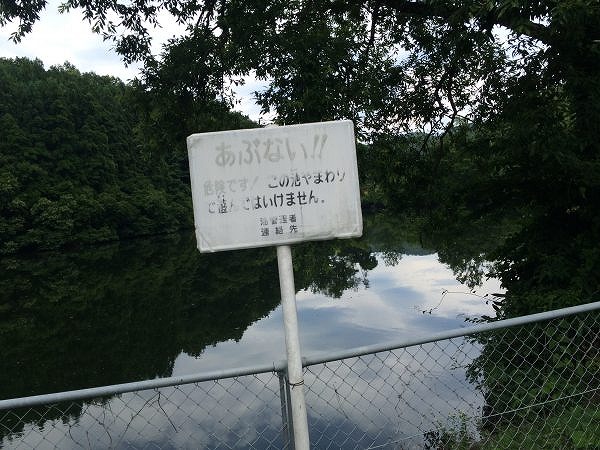 あぶない!!
危険です! この池やまわり
で遊んではいけません。
池管理者
連絡先